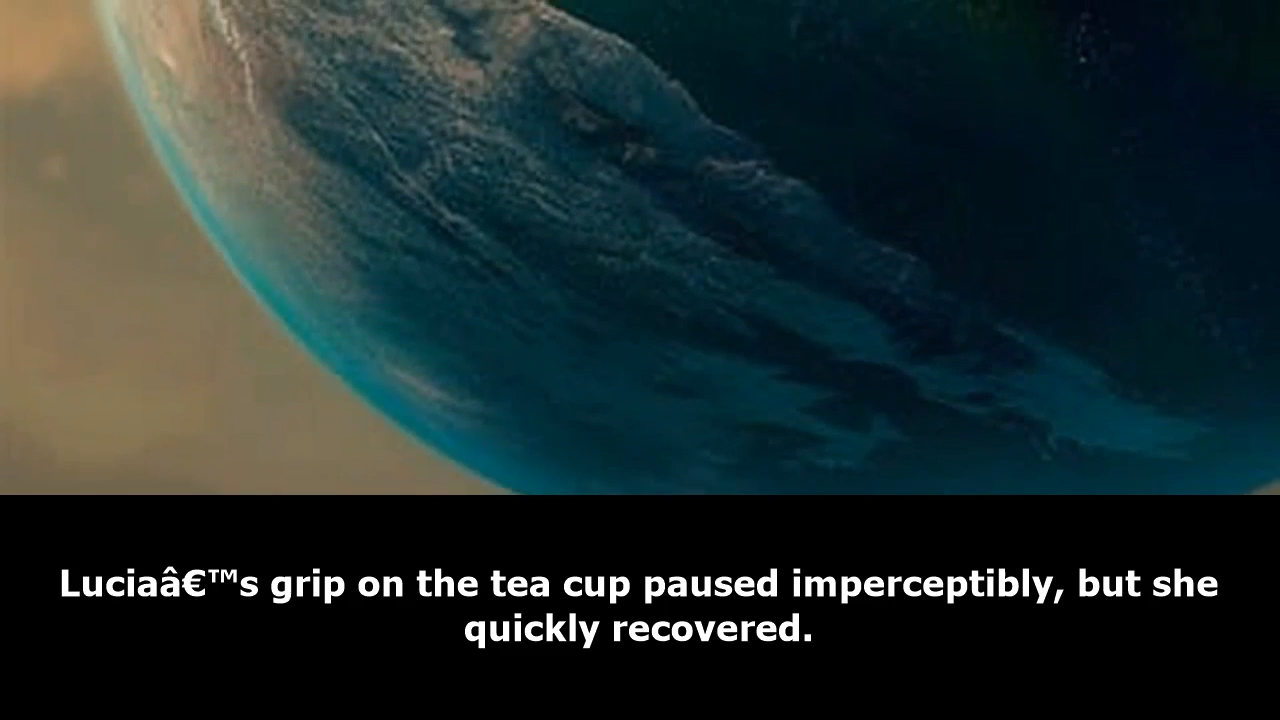 Luciaâ€™s grip on the tea cup paused imperceptibly, but she
quickly recovered.